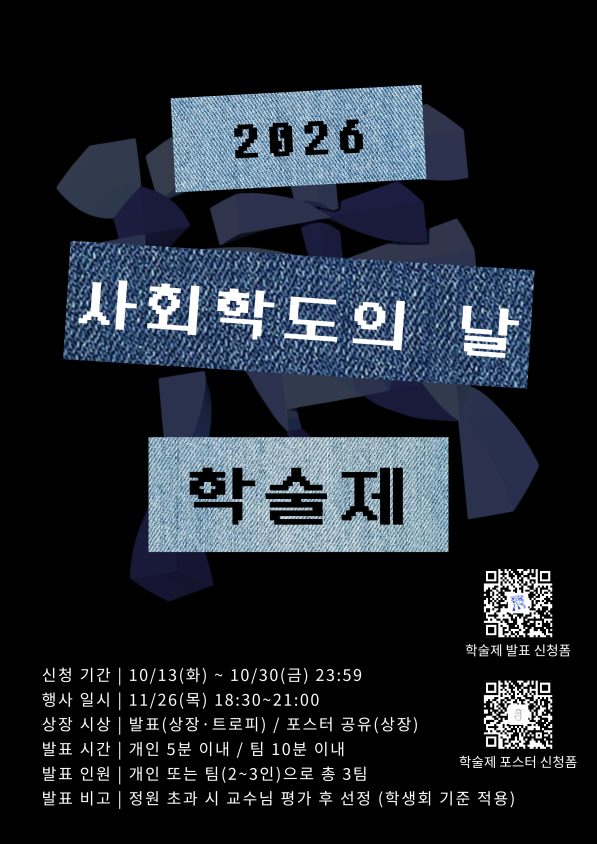 2026
사회학도의 날
학술제
학술제 발표 신청폼
학술제 포스터 신청폼
신청 기간 | 10/13(화) ~ 10/30(금) 23:59
행사 일시 | 11/26(목) 18:30~21:00
상장 시상 | 발표(상장·트로피) / 포스터 공유(상장)
발표 시간 | 개인 5분 이내 / 팀 10분 이내
발표 인원 | 개인 또는 팀(2~3인)으로 총 3팀
발표 비고 | 정원 초과 시 교수님 평가 후 선정 (학생회 기준 적용)